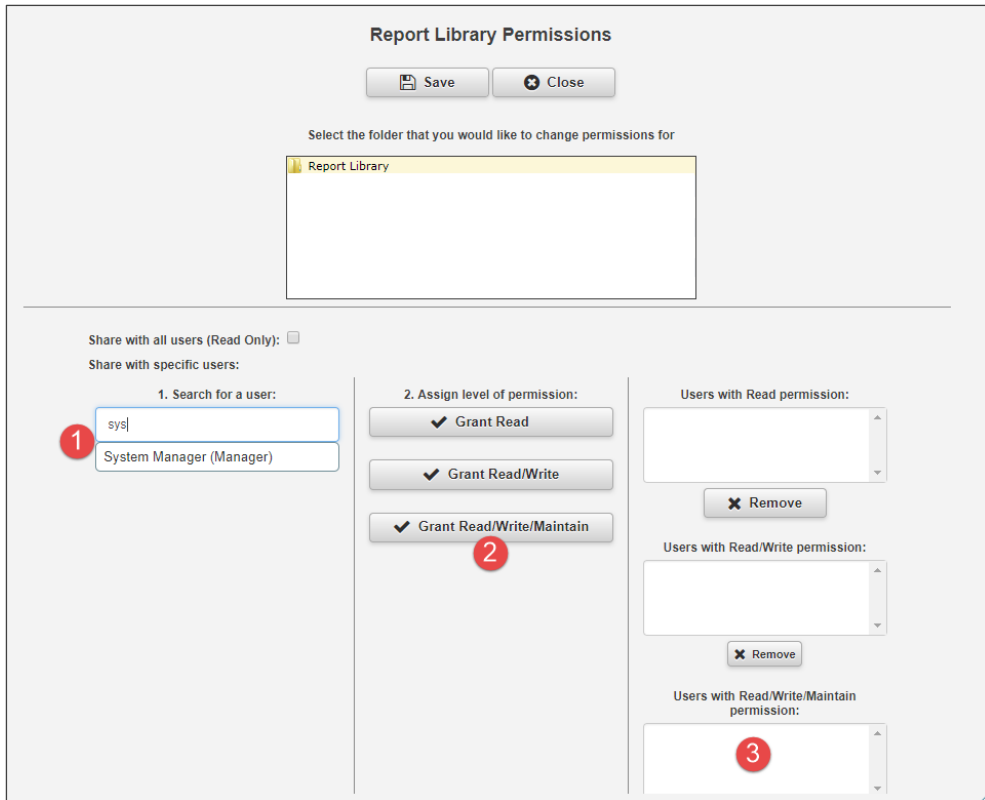 Report Library Permissions
Save
Close
Select the folder that you would like to change permissions for
Report Library
Share with all users (Read Only):
Share with specific users:
1. Search for a user:
sys
System Manager (Manager)
1
2. Assign level of permission:
Grant Read
Grant Read/Write
Grant Read/Write/Maintain
2
Users with Read permission:
Remove
Users with Read/Write permission:
Remove
Users with Read/Write/Maintain
permission:
3